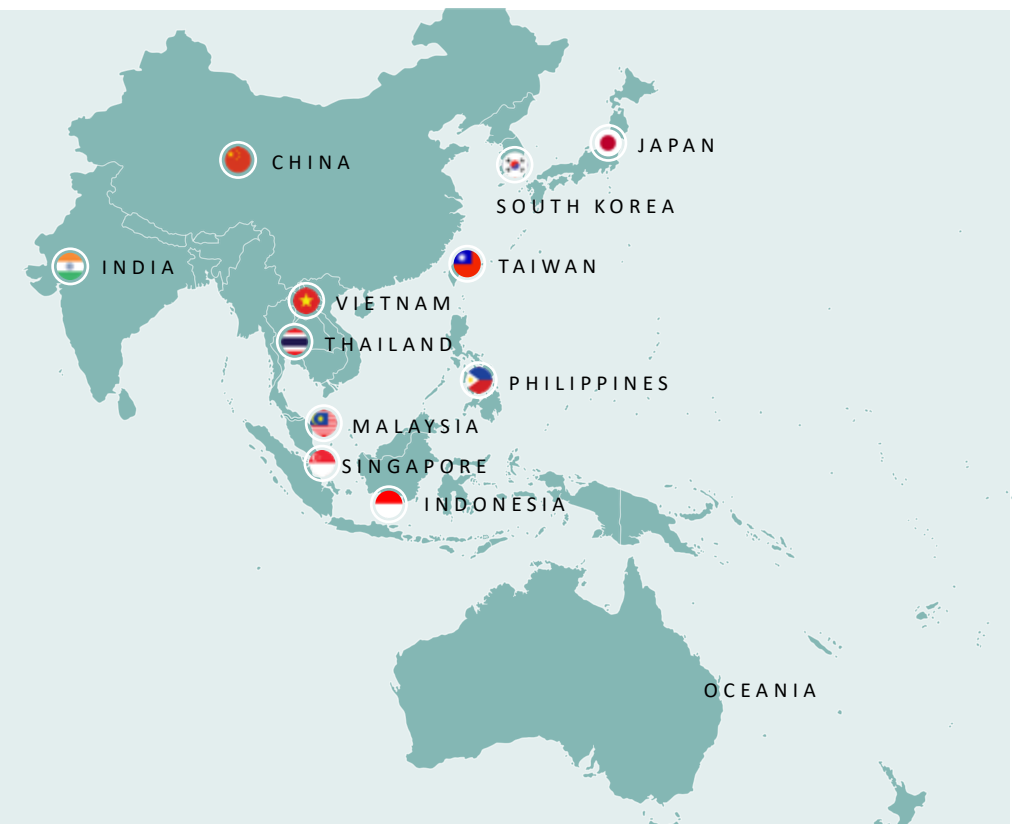 JAPAN
CHINA
SOUTH KOREA
INDIA
TAIWAN
VIETNAM
THAILAND
PHILIPPINES
MALAYSIA
SINGAPORE
INDONESIA
OCEANIA